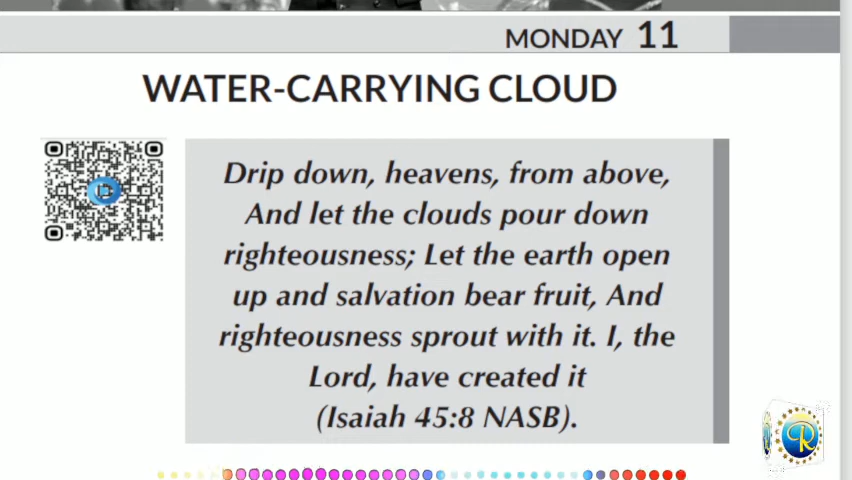 MONDAY 11
WATER-CARRYING CLOUD
Drip down, heavens, from above,
And let the clouds pour down
righteousness; Let the earth open
up and salvation bear fruit, And
righteousness sprout with it. I, the
Lord, have created it
(Isaiah 45:8 NASB).
R